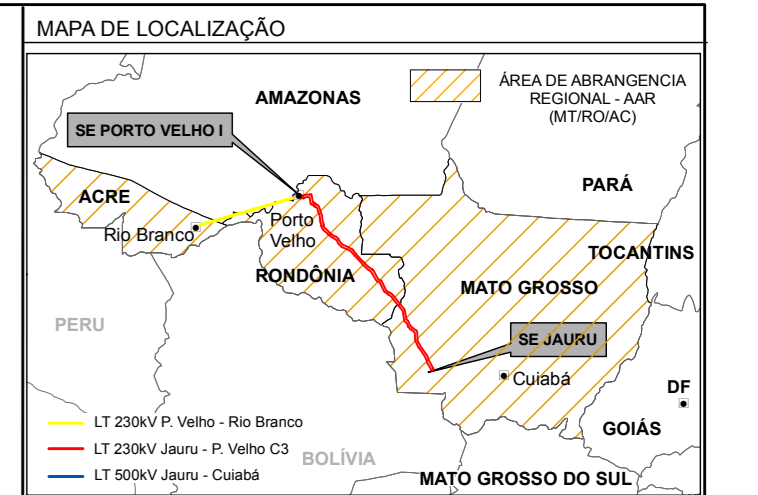 MAPA DE LOCALIZAÇÃO
ÁREA DE ABRANGENCIA
REGIONAL - AAR
(MT/RO/AC)
AMAZONAS
SE PORTO VELHO I
PARÁ
ACRE
Rio Branco
Porto
Velho
TOCANTINS
RONDÔNIA
MATO GROSSO
PERU
SE JAURU
Cuiabá
DF
GOIÁS
LT 230kV P. Velho - Rio Branco
LT 230kV Jauru - P. Velho C3
LT 500kV Jauru - Cuiabá
BOLÍVIA
MATO GROSSO DO SUL